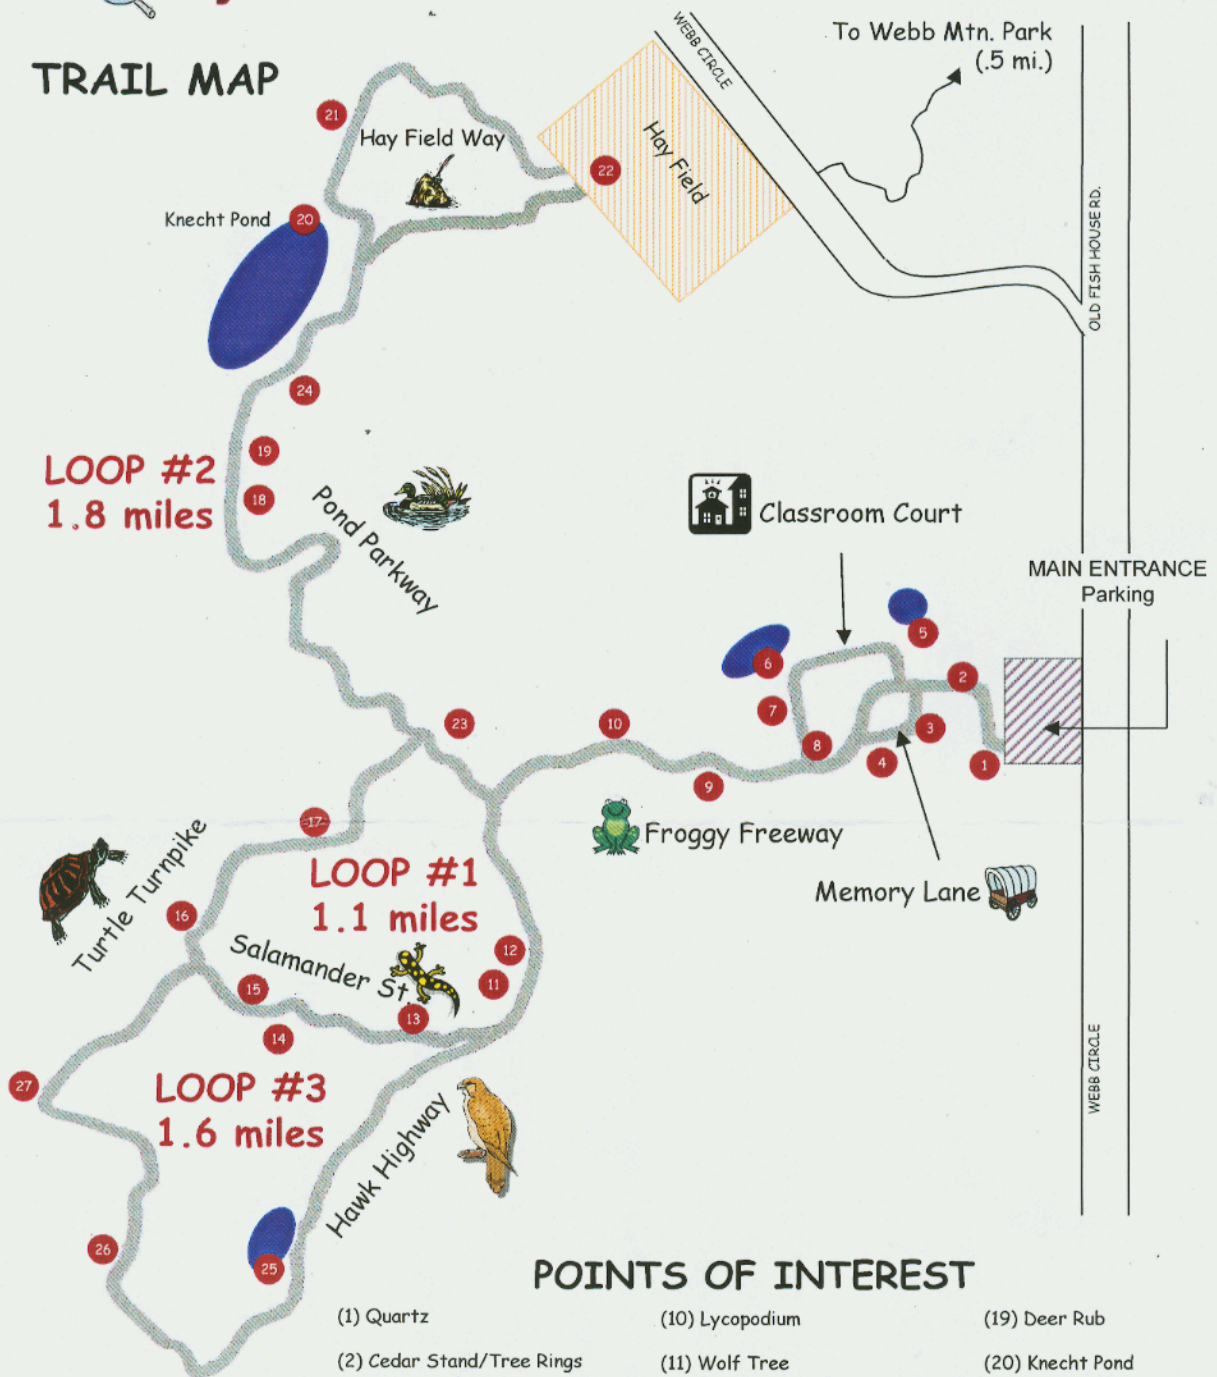 TRAIL MAP
To Webb Mtn. Park
(.5 mi.)
WEBB CIRCLE
21
Hay Field Way
22
Hay Field
Knecht Pond
20
OLD FISH HOUSE RD.
24
19
LOOP #2
1.8 miles
18
Pond Parkway
Classroom Court
MAIN ENTRANCE
Parking
5
6
2
7
23
10
3
8
4
1
9
17
Froggy Freeway
Turtle Turnpike
LOOP #1
1.1 miles
Memory Lane
16
Salamander St.
12
11
15
13
14
27
LOOP #3
1.6 miles
WEBB CIRCLE
Hawk Highway
26
25
POINTS OF INTEREST
(1) Quartz
(10) Lycopodium
(19) Deer Rub
(2) Cedar Stand/Tree Rings
(11) Wolf Tree
(20) Knecht Pond